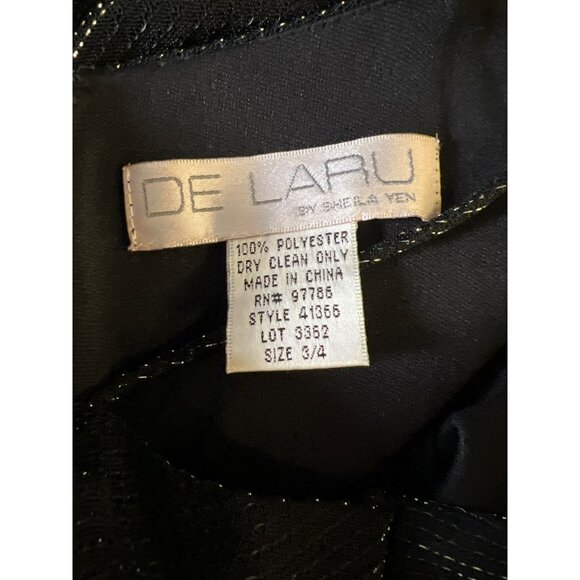 DE LARU
BY SHEILA YEN
100% POLYESTER
DRY CLEAN ONLY
MADE IN CHINA
RN# 97786
STYLE 41366
LOT 3362
SIZE 3/4